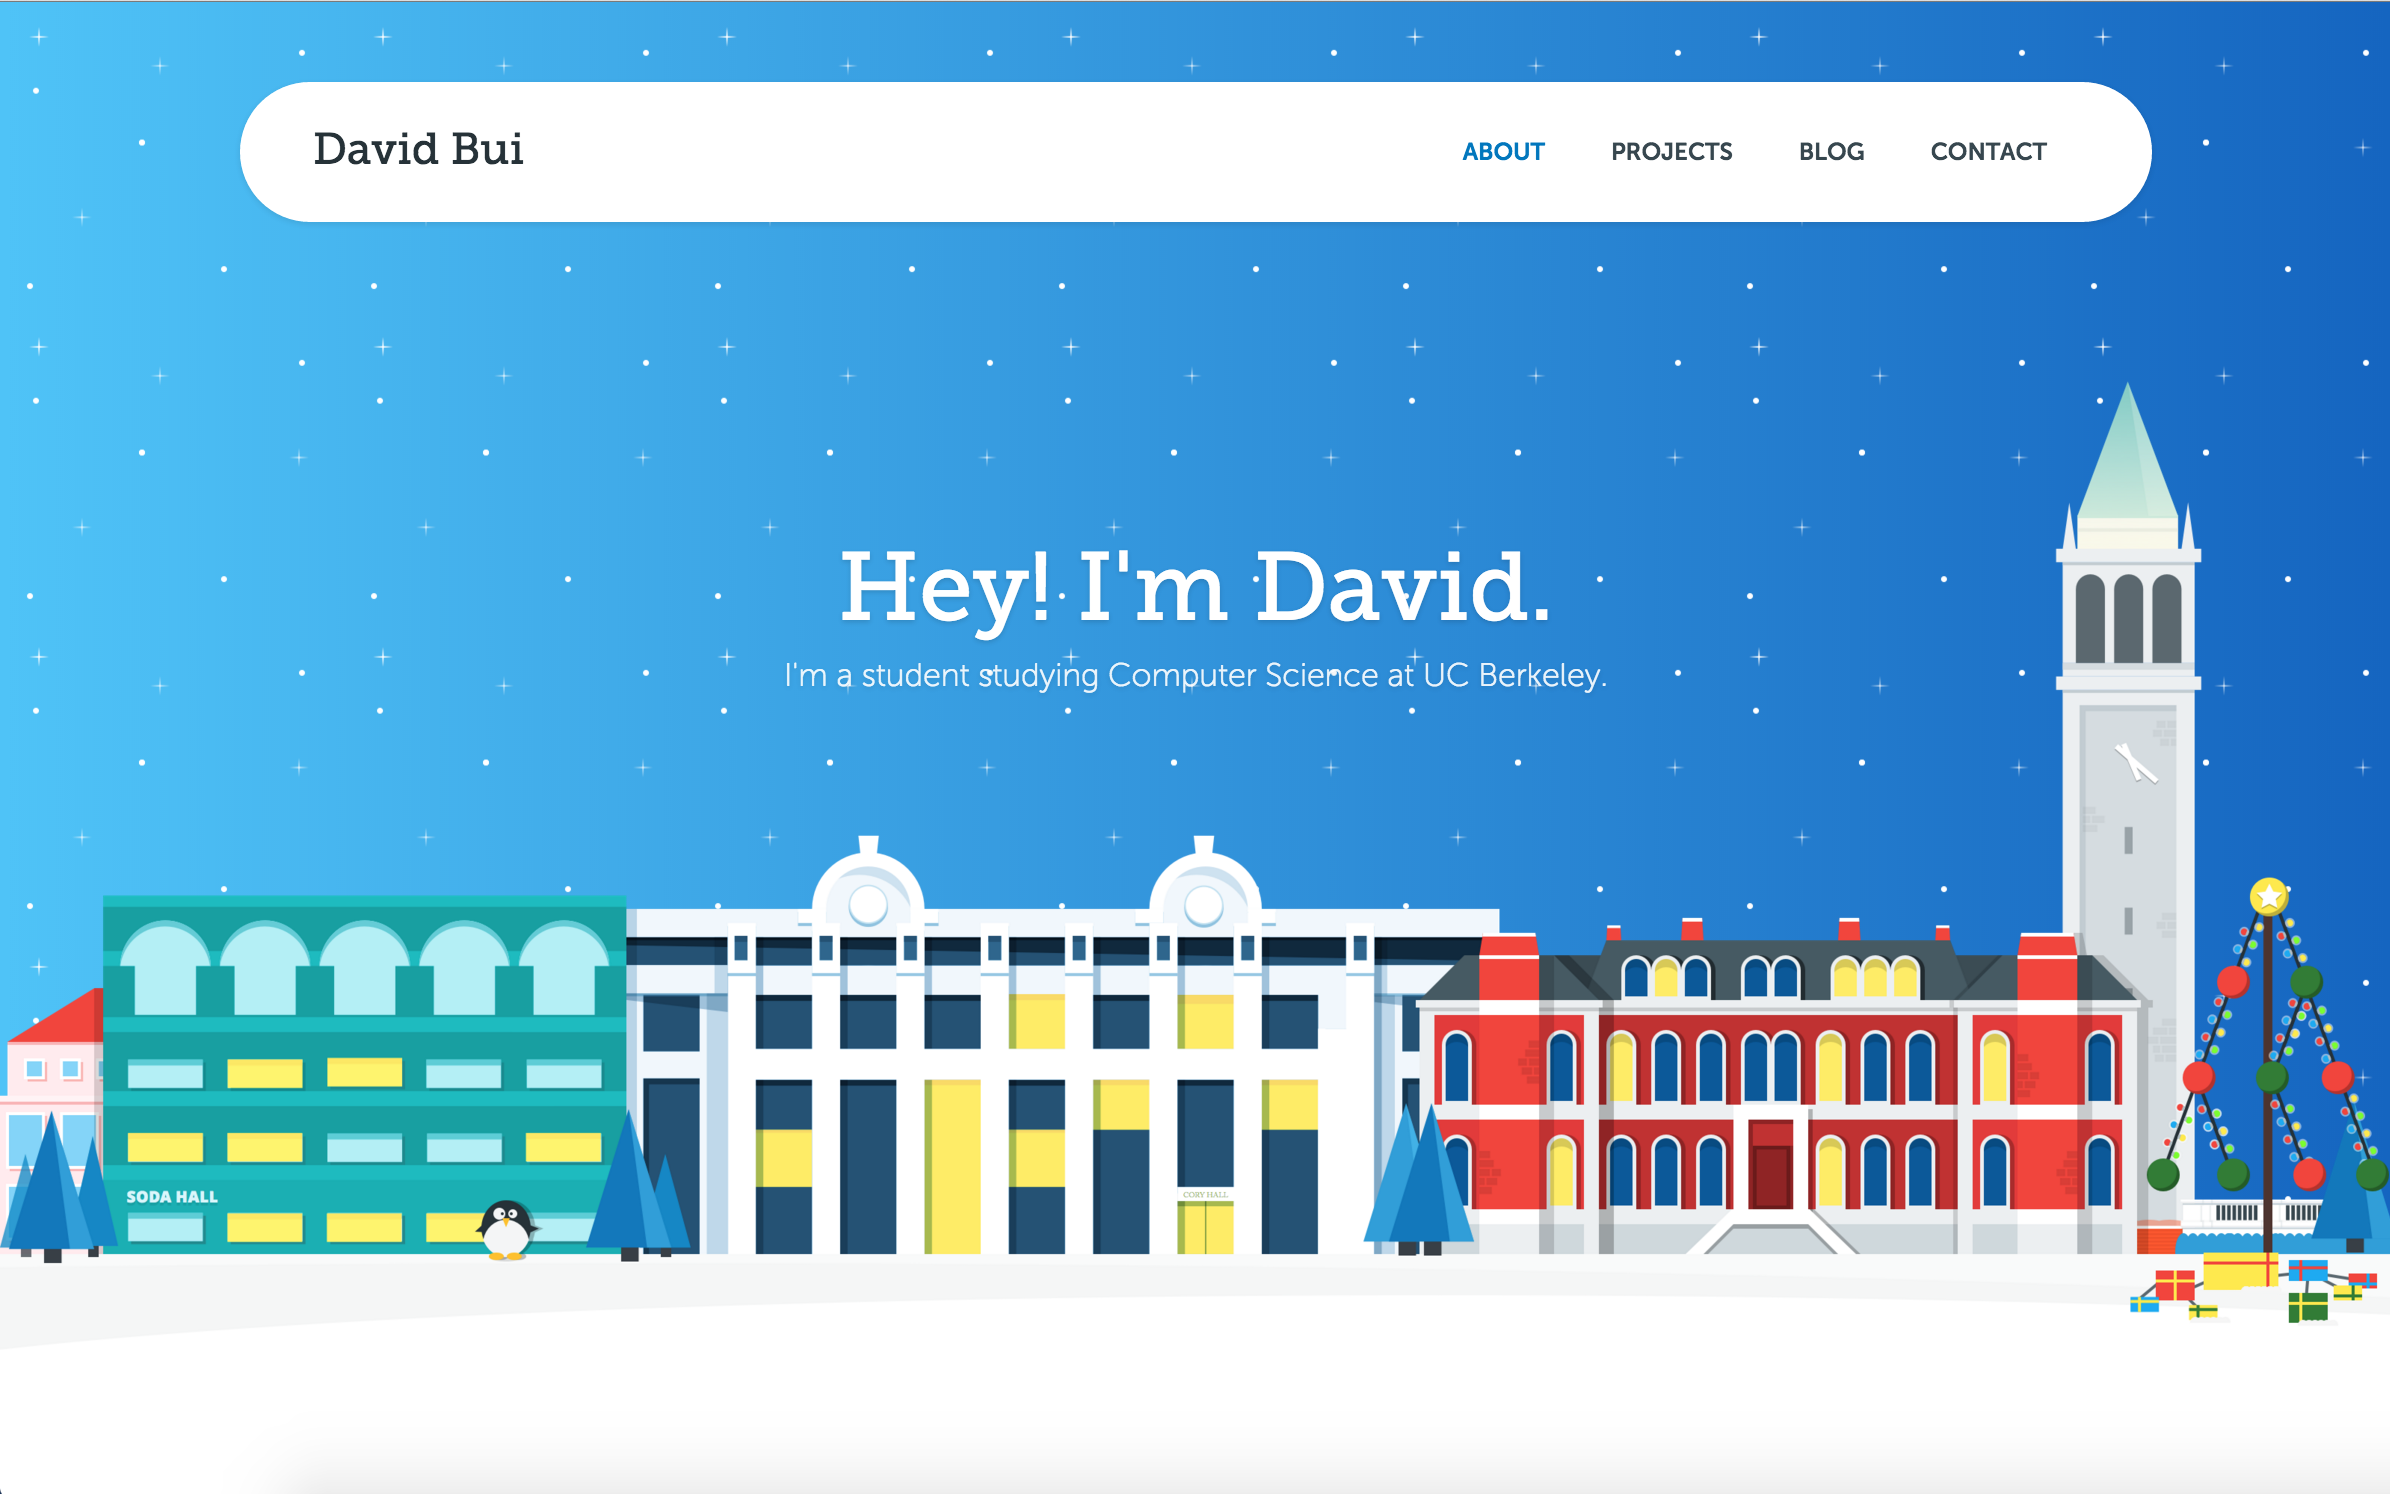 David Bui
ABOUT PROJECTS BLOG CONTACT
Hey! I'm David.
I'm a student studying Computer Science at UC Berkeley.
SODA HALL
CORY HALL